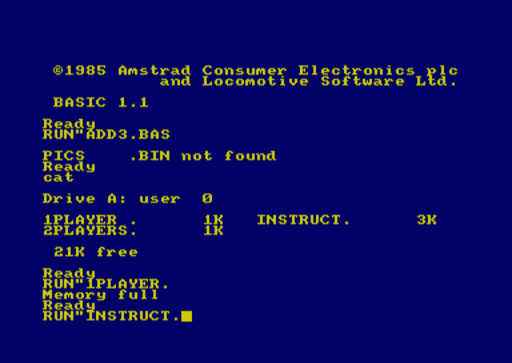 ©1985 Amstrad Consumer Electronics plc
and Locomotive Software Ltd.
BASIC 1.1
Ready
RUN"ADD3.BAS
PICS    .BIN not found
Ready
cat
Drive A: user  0
1PLAYER .      1K   INSTRUCT.      3K
2PLAYERS.      1K
21K free
Ready
RUN"1PLAYER.
Memory full
Ready
RUN"INSTRUCT.